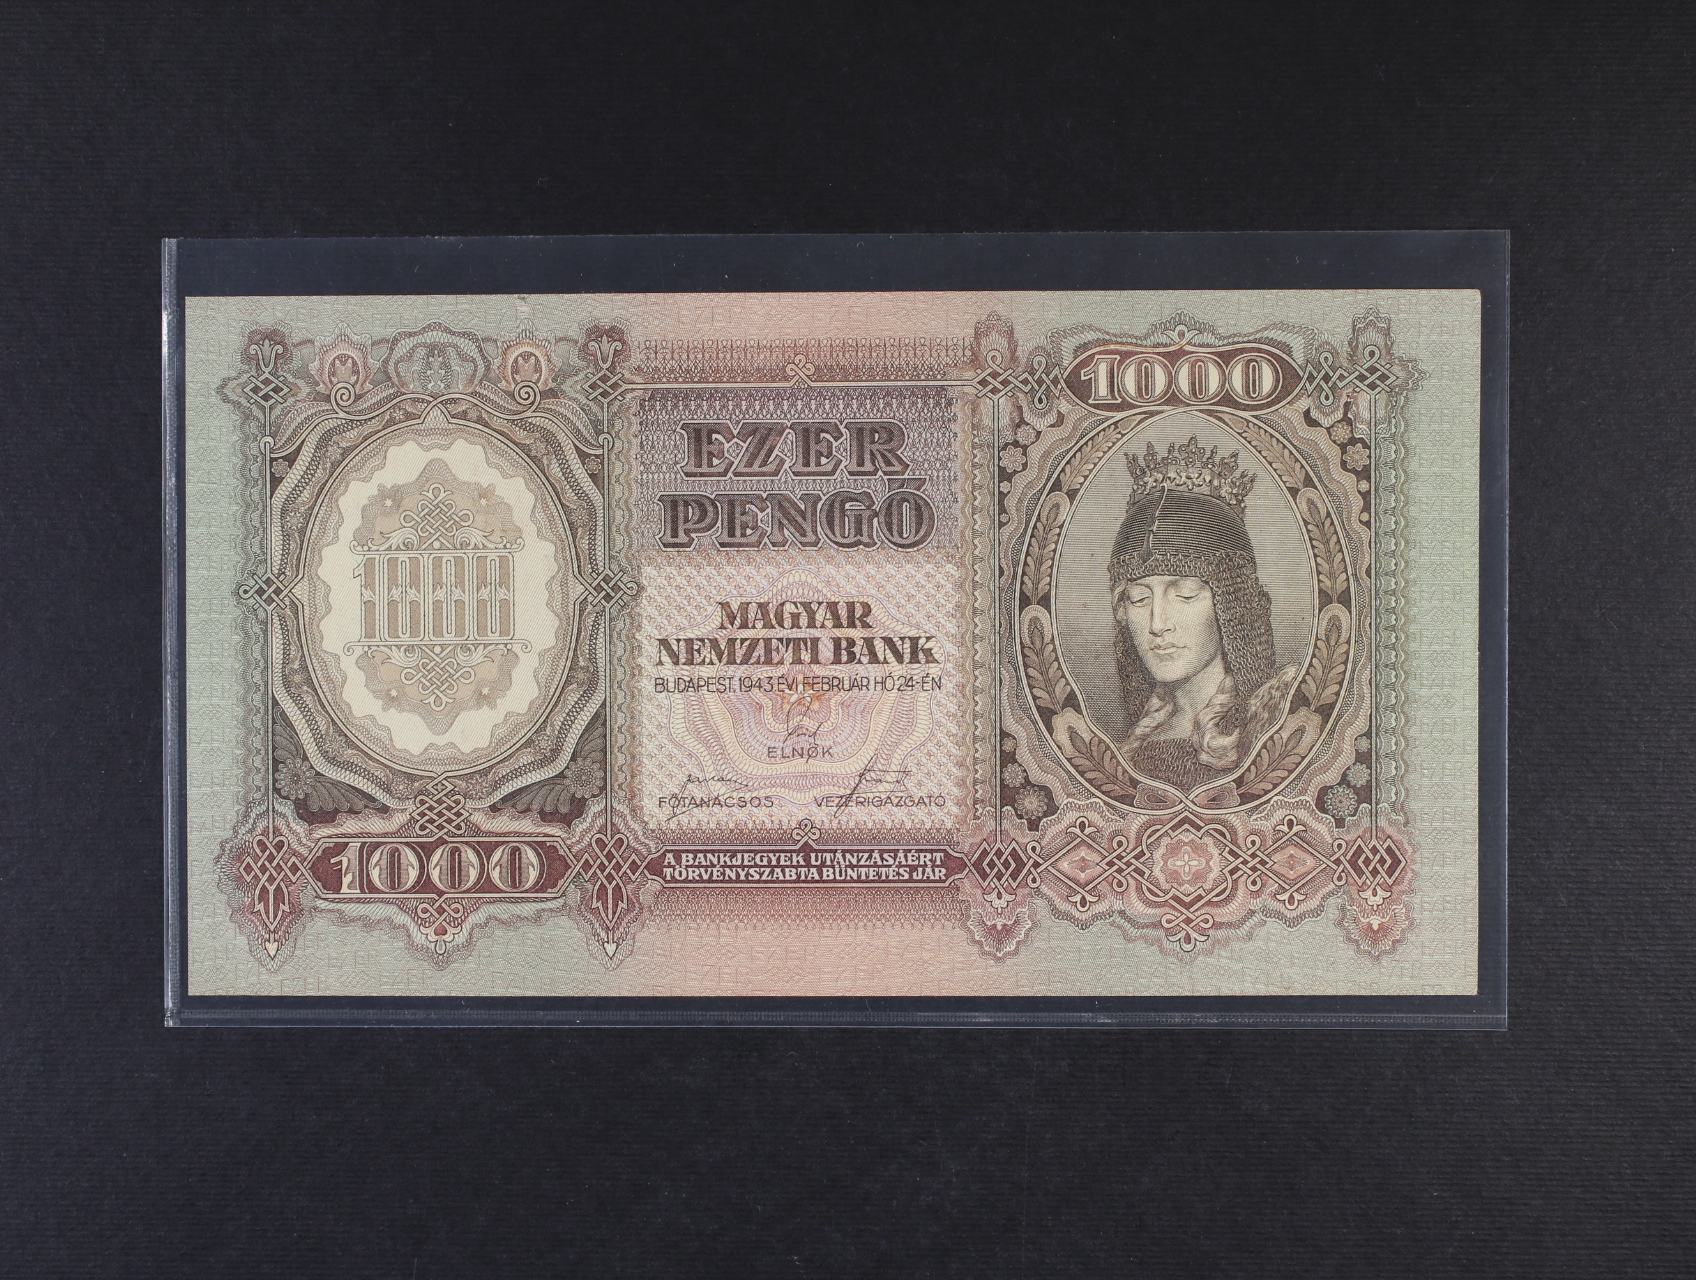 1000
EZER
PENGŐ
1000
MAGYAR
NEMZETI BANK
BUDAPEST, 1943. ÉVI FEBRUÁR HÓ 24-ÉN
ELNÖK
FŐTANÁCSOS VEZÉRIGAZGATÓ
1000
A BANKJEGYEK UTÁNZÁSÁÉRT
TÖRVÉNYSZABTA BÜNTETÉS JÁR